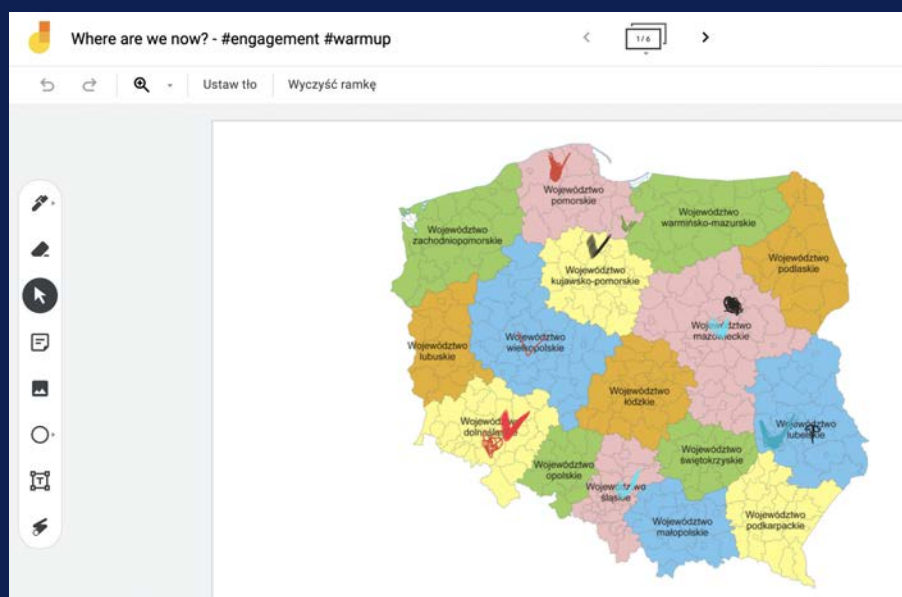 Where are we now? - #engagement #warmup
1/6
Ustaw tło
Wyczyść ramkę
Województwo
pomorskie
Województwo
zachodniopomorskie
Województwo
warmińsko-mazurskie
Województwo
podlaskie
Województwo
kujawsko-pomorskie
Województwo
mazowieckie
Województwo
wielkopolskie
Województwo
lubuskie
Województwo
łódzkie
Województwo
lubelskie
Województwo
dolnośląskie
Województwo
świętokrzyskie
Województwo
opolskie
Województwo
śląskie
Województwo
małopolskie
Województwo
podkarpackie
T